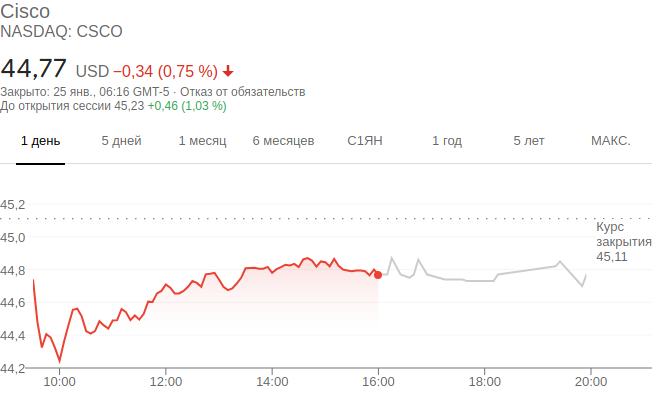 Cisco
NASDAQ: CSCO
44,77 USD −0,34 (0,75 %)
Закрыто: 25 янв., 06:16 GMT-5 · Отказ от обязательств
До открытия сессии 45,23 +0,46 (1,03 %)
1 день 5 дней 1 месяц 6 месяцев С1ЯН 1 год 5 лет МАКС.
45,2
Курс
закрытия
45,11
45,0
44,8
44,6
44,4
44,2
10:00 12:00 14:00 16:00 18:00 20:00